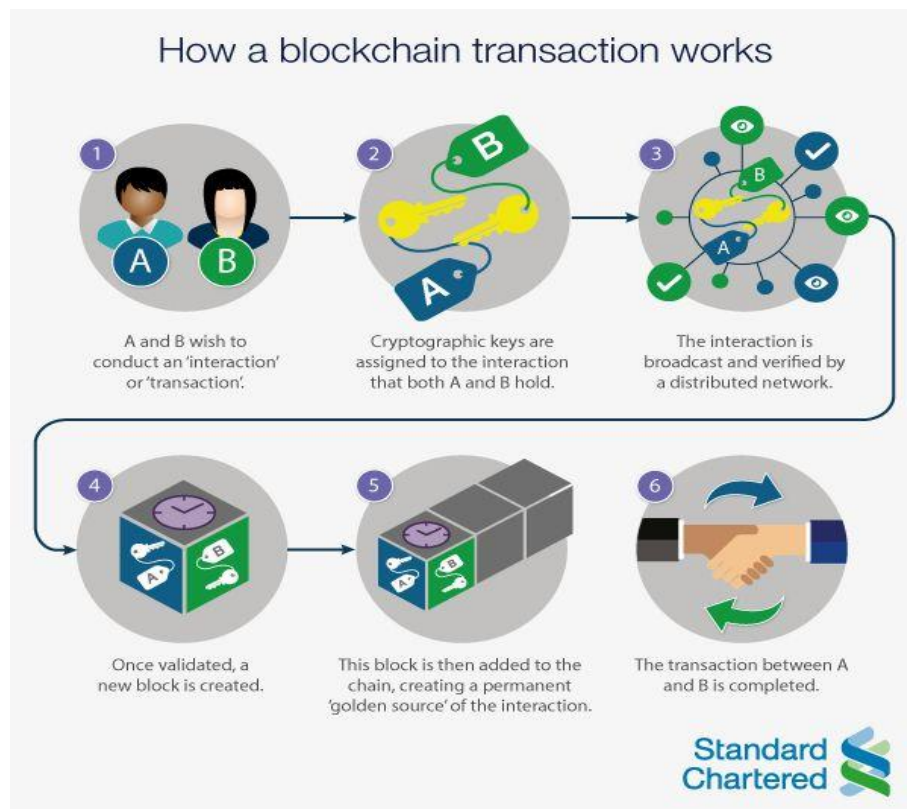 How a blockchain transaction works
1
2
3
B
A
B
A
B
A
A and B wish to
conduct an 'interaction'
or 'transaction'.
Cryptographic keys are
assigned to the interaction
that both A and B hold.
The interaction is
broadcast and verified by
a distributed network.
4
5
6
A
B
A
B
Once validated, a
new block is created.
This block is then added to the
chain, creating a permanent
'golden source' of the interaction.
The transaction between A
and B is completed.
Standard
Chartered